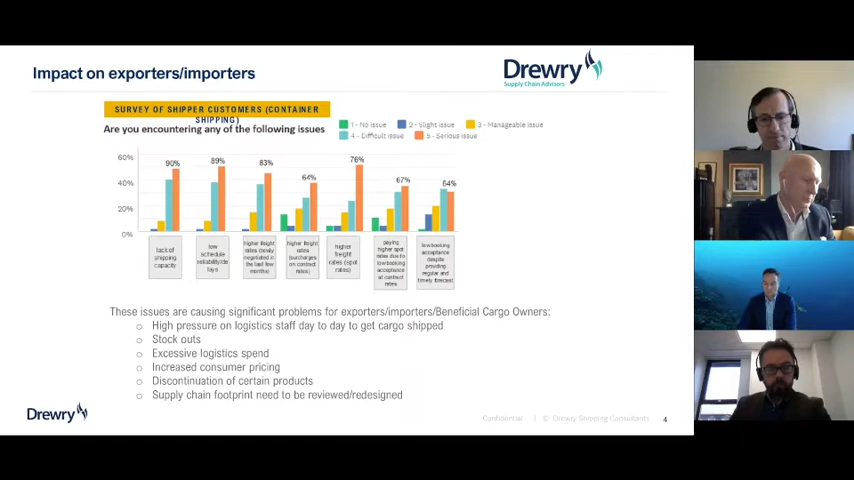 Impact on exporters/importers
Drewry
Supply Chain Advisors
SURVEY OF SHIPPER CUSTOMERS (CONTAINER
SHIPPING)
Are you encountering any of the following issues
1 - No issue
2 - Slight issue
3 - Manageable issue
4 - Difficult issue
5 - Serious issue
60%
40%
20%
0%
90%
89%
83%
64%
76%
67%
64%
lack of
shipping
capacity
low
schedule
reliability/de
lays
higher freight
rates (newly
negotiated in
the last few
months)
higher freight
rates
(surcharges
on contract
rates)
higher
freight
rates (spot
rates)
paying
higher spot
rates due to
low booking
acceptance
at contract
rates
low booking
acceptance
despite
providing
regular and
timely forecast
These issues are causing significant problems for exporters/importers/Beneficial Cargo Owners:
o High pressure on logistics staff day to day to get cargo shipped
o Stock outs
o Excessive logistics spend
o Increased consumer pricing
o Discontinuation of certain products
o Supply chain footprint need to be reviewed/redesigned
Drewry
Confidential | © Drewry Shipping Consultants
4